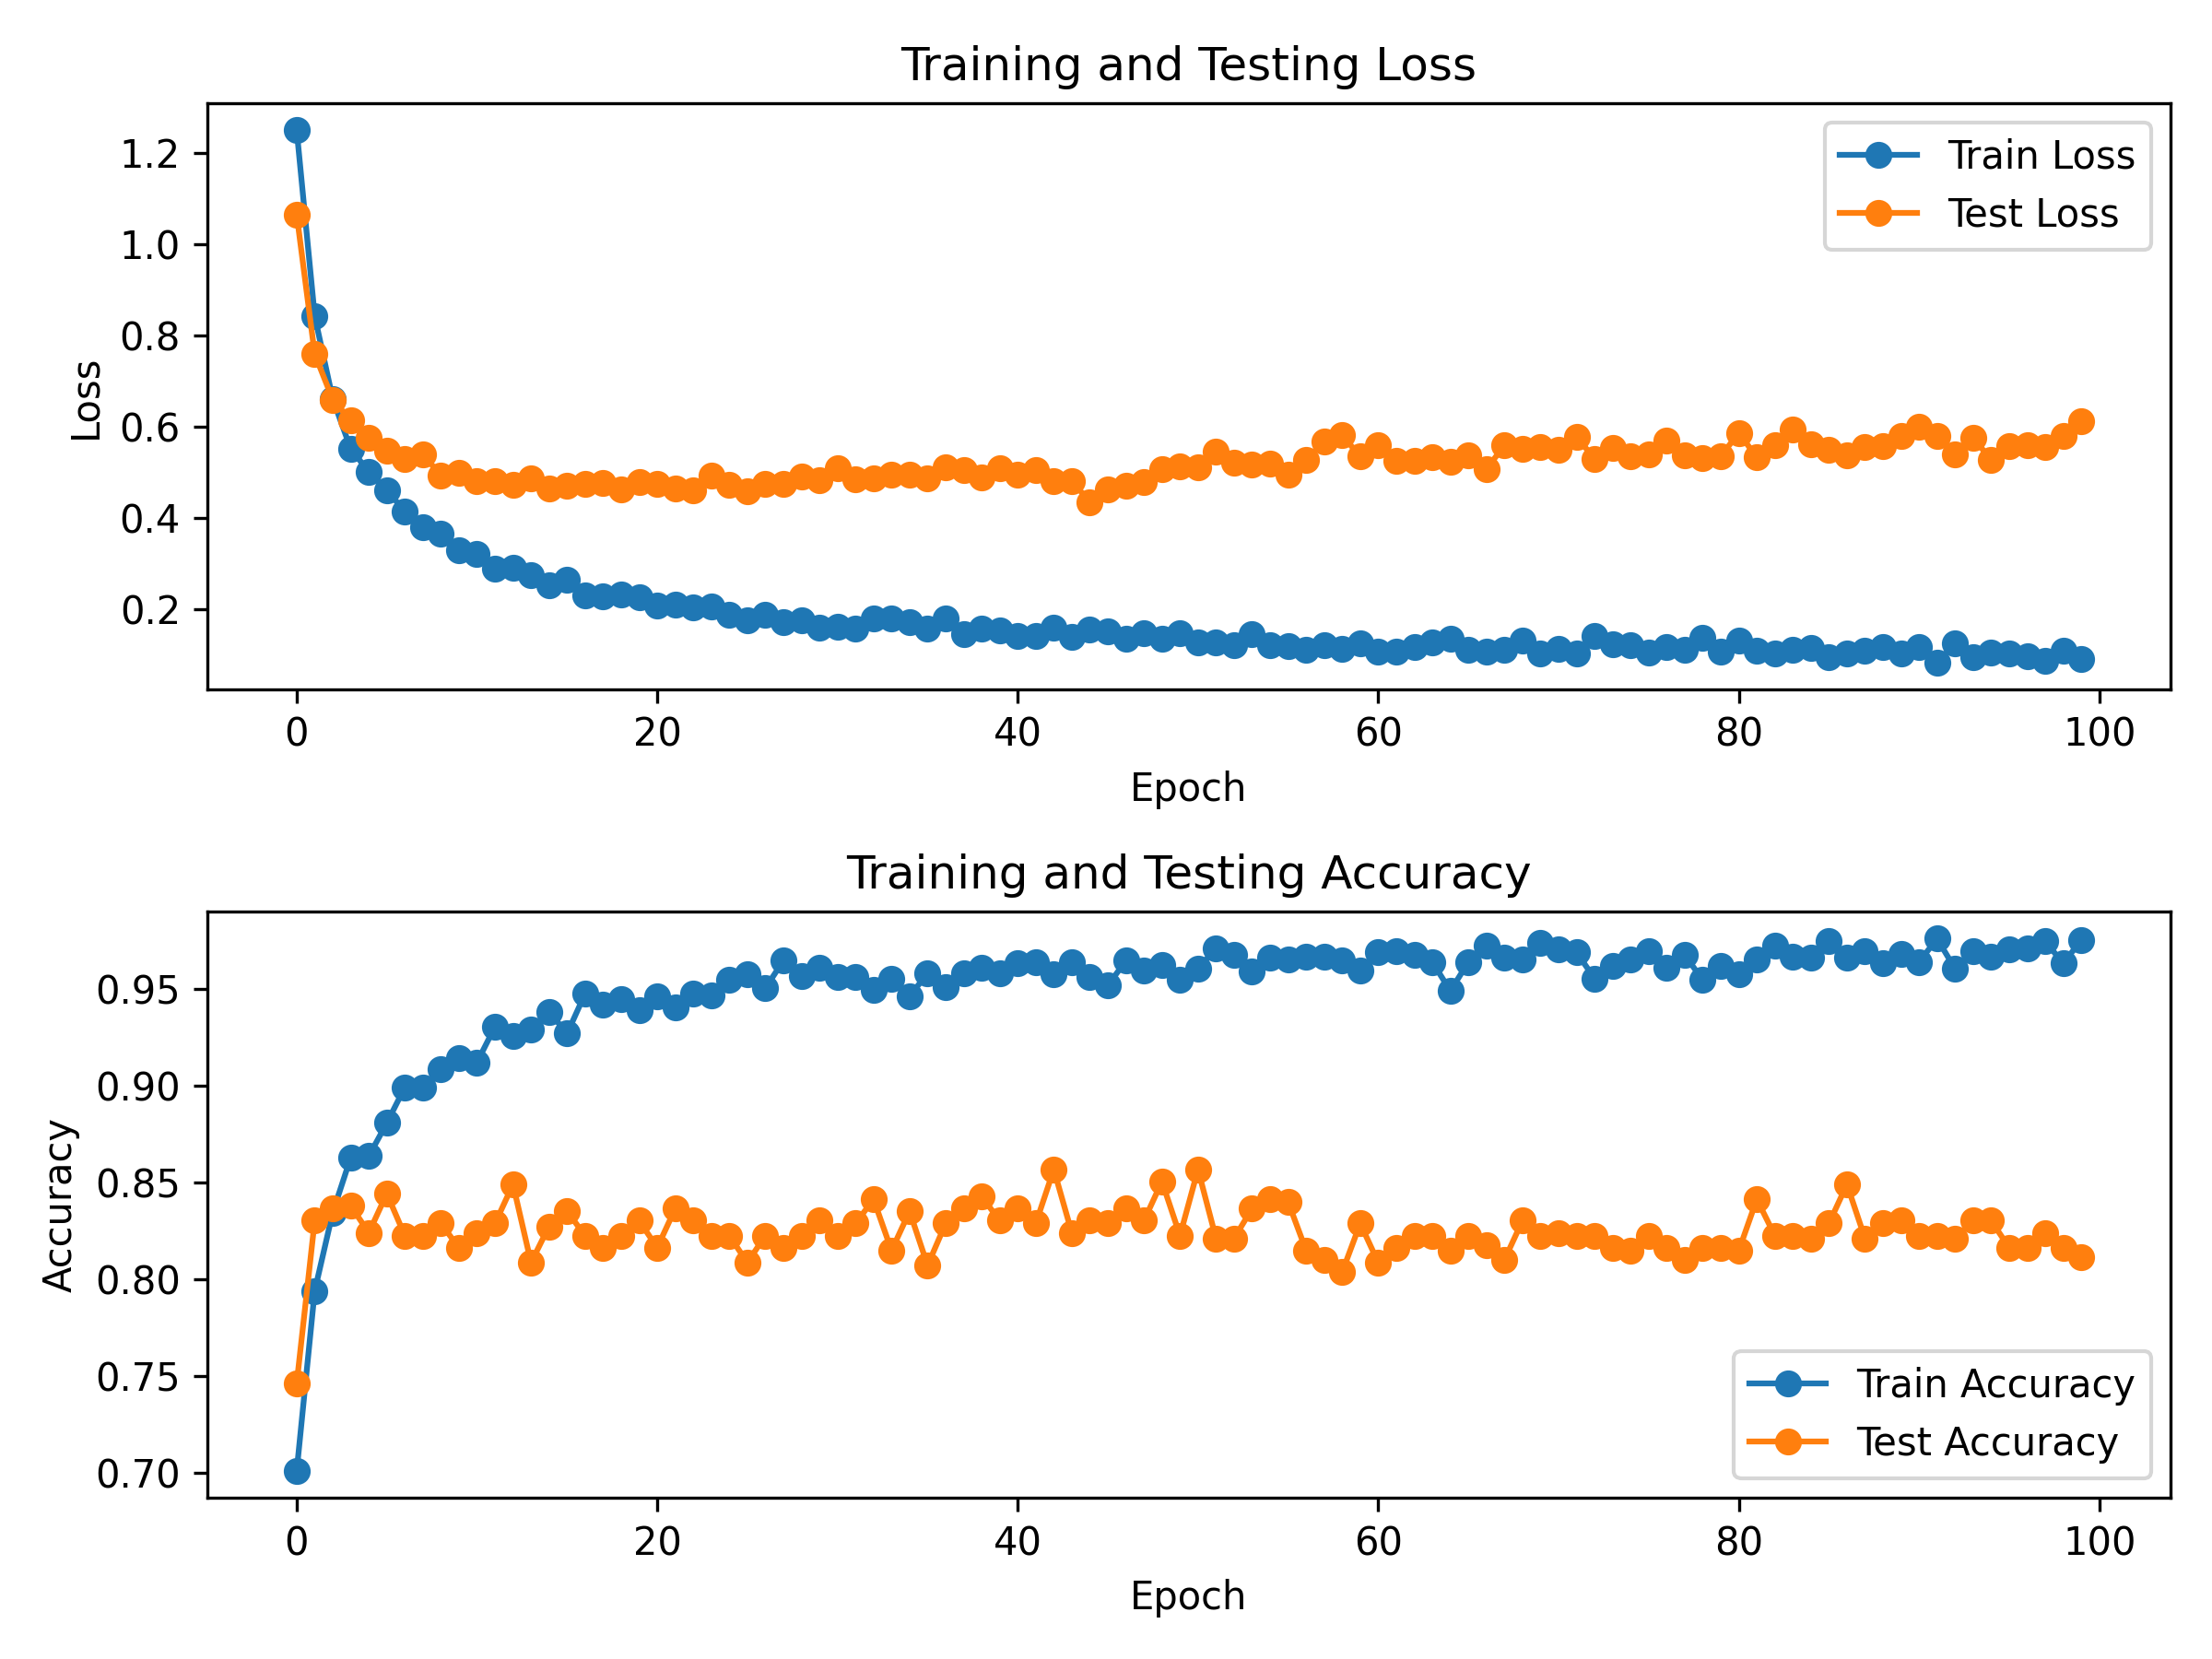 Training and Testing Loss
1.2
1.0
0.8
0.6
0.4
0.2
Loss
Train Loss
Test Loss
0 20 40 60 80 100
Epoch
Training and Testing Accuracy
0.95
0.90
0.85
0.80
0.75
0.70
Accuracy
Train Accuracy
Test Accuracy
0 20 40 60 80 100
Epoch